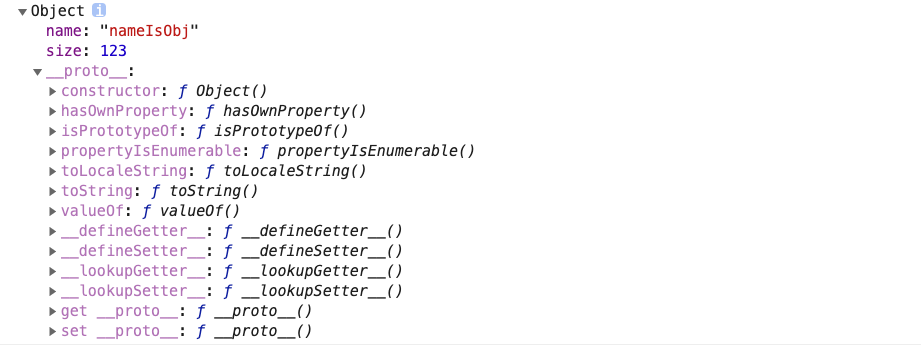 ▼Object i
name: "nameIsObj"
size: 123
▼__proto__:
▶constructor: ƒ Object()
▶hasOwnProperty: ƒ hasOwnProperty()
▶isPrototypeOf: ƒ isPrototypeOf()
▶propertyIsEnumerable: ƒ propertyIsEnumerable()
▶toLocaleString: ƒ toLocaleString()
▶toString: ƒ toString()
▶valueOf: ƒ valueOf()
▶__defineGetter__: ƒ __defineGetter__()
▶__defineSetter__: ƒ __defineSetter__()
▶__lookupGetter__: ƒ __lookupGetter__()
▶__lookupSetter__: ƒ __lookupSetter__()
▶get __proto__: ƒ __proto__()
▶set __proto__: ƒ __proto__()